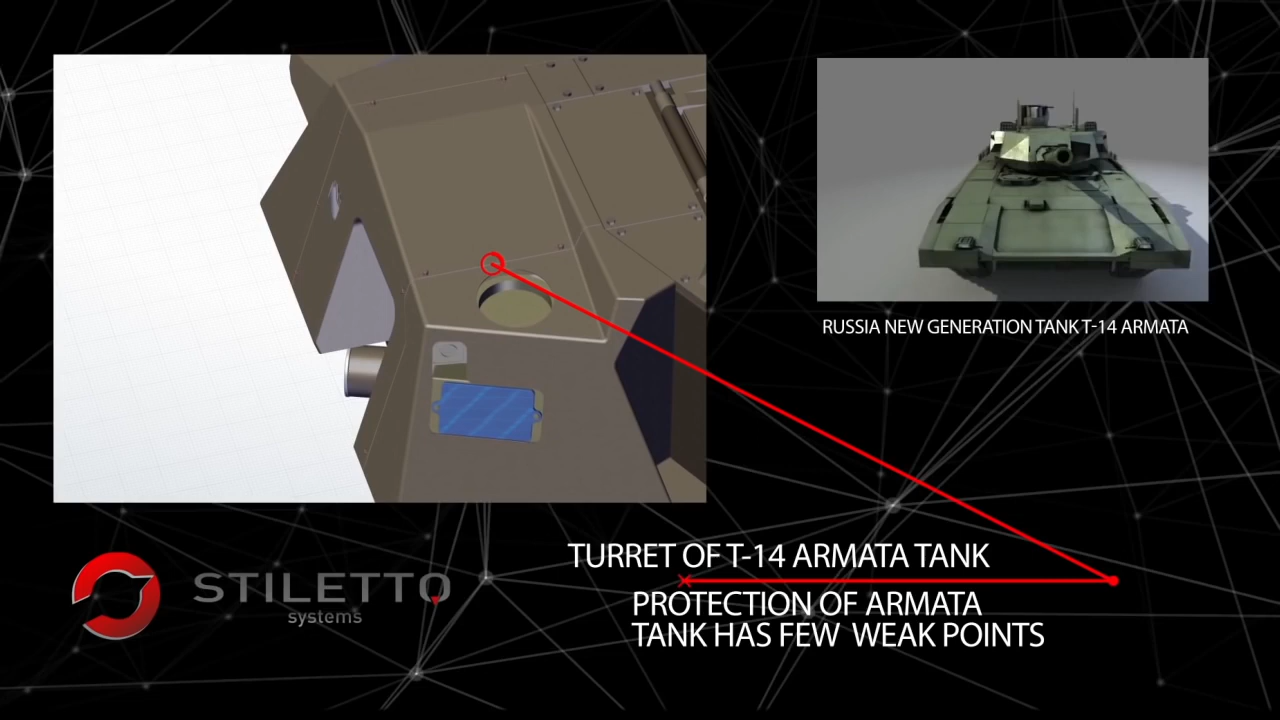 RUSSIA NEW GENERATION TANK T-14 ARMATA
TURRET OF T-14 ARMATA TANK
PROTECTION OF ARMATA
TANK HAS FEW WEAK POINTS
STILETTO
systems